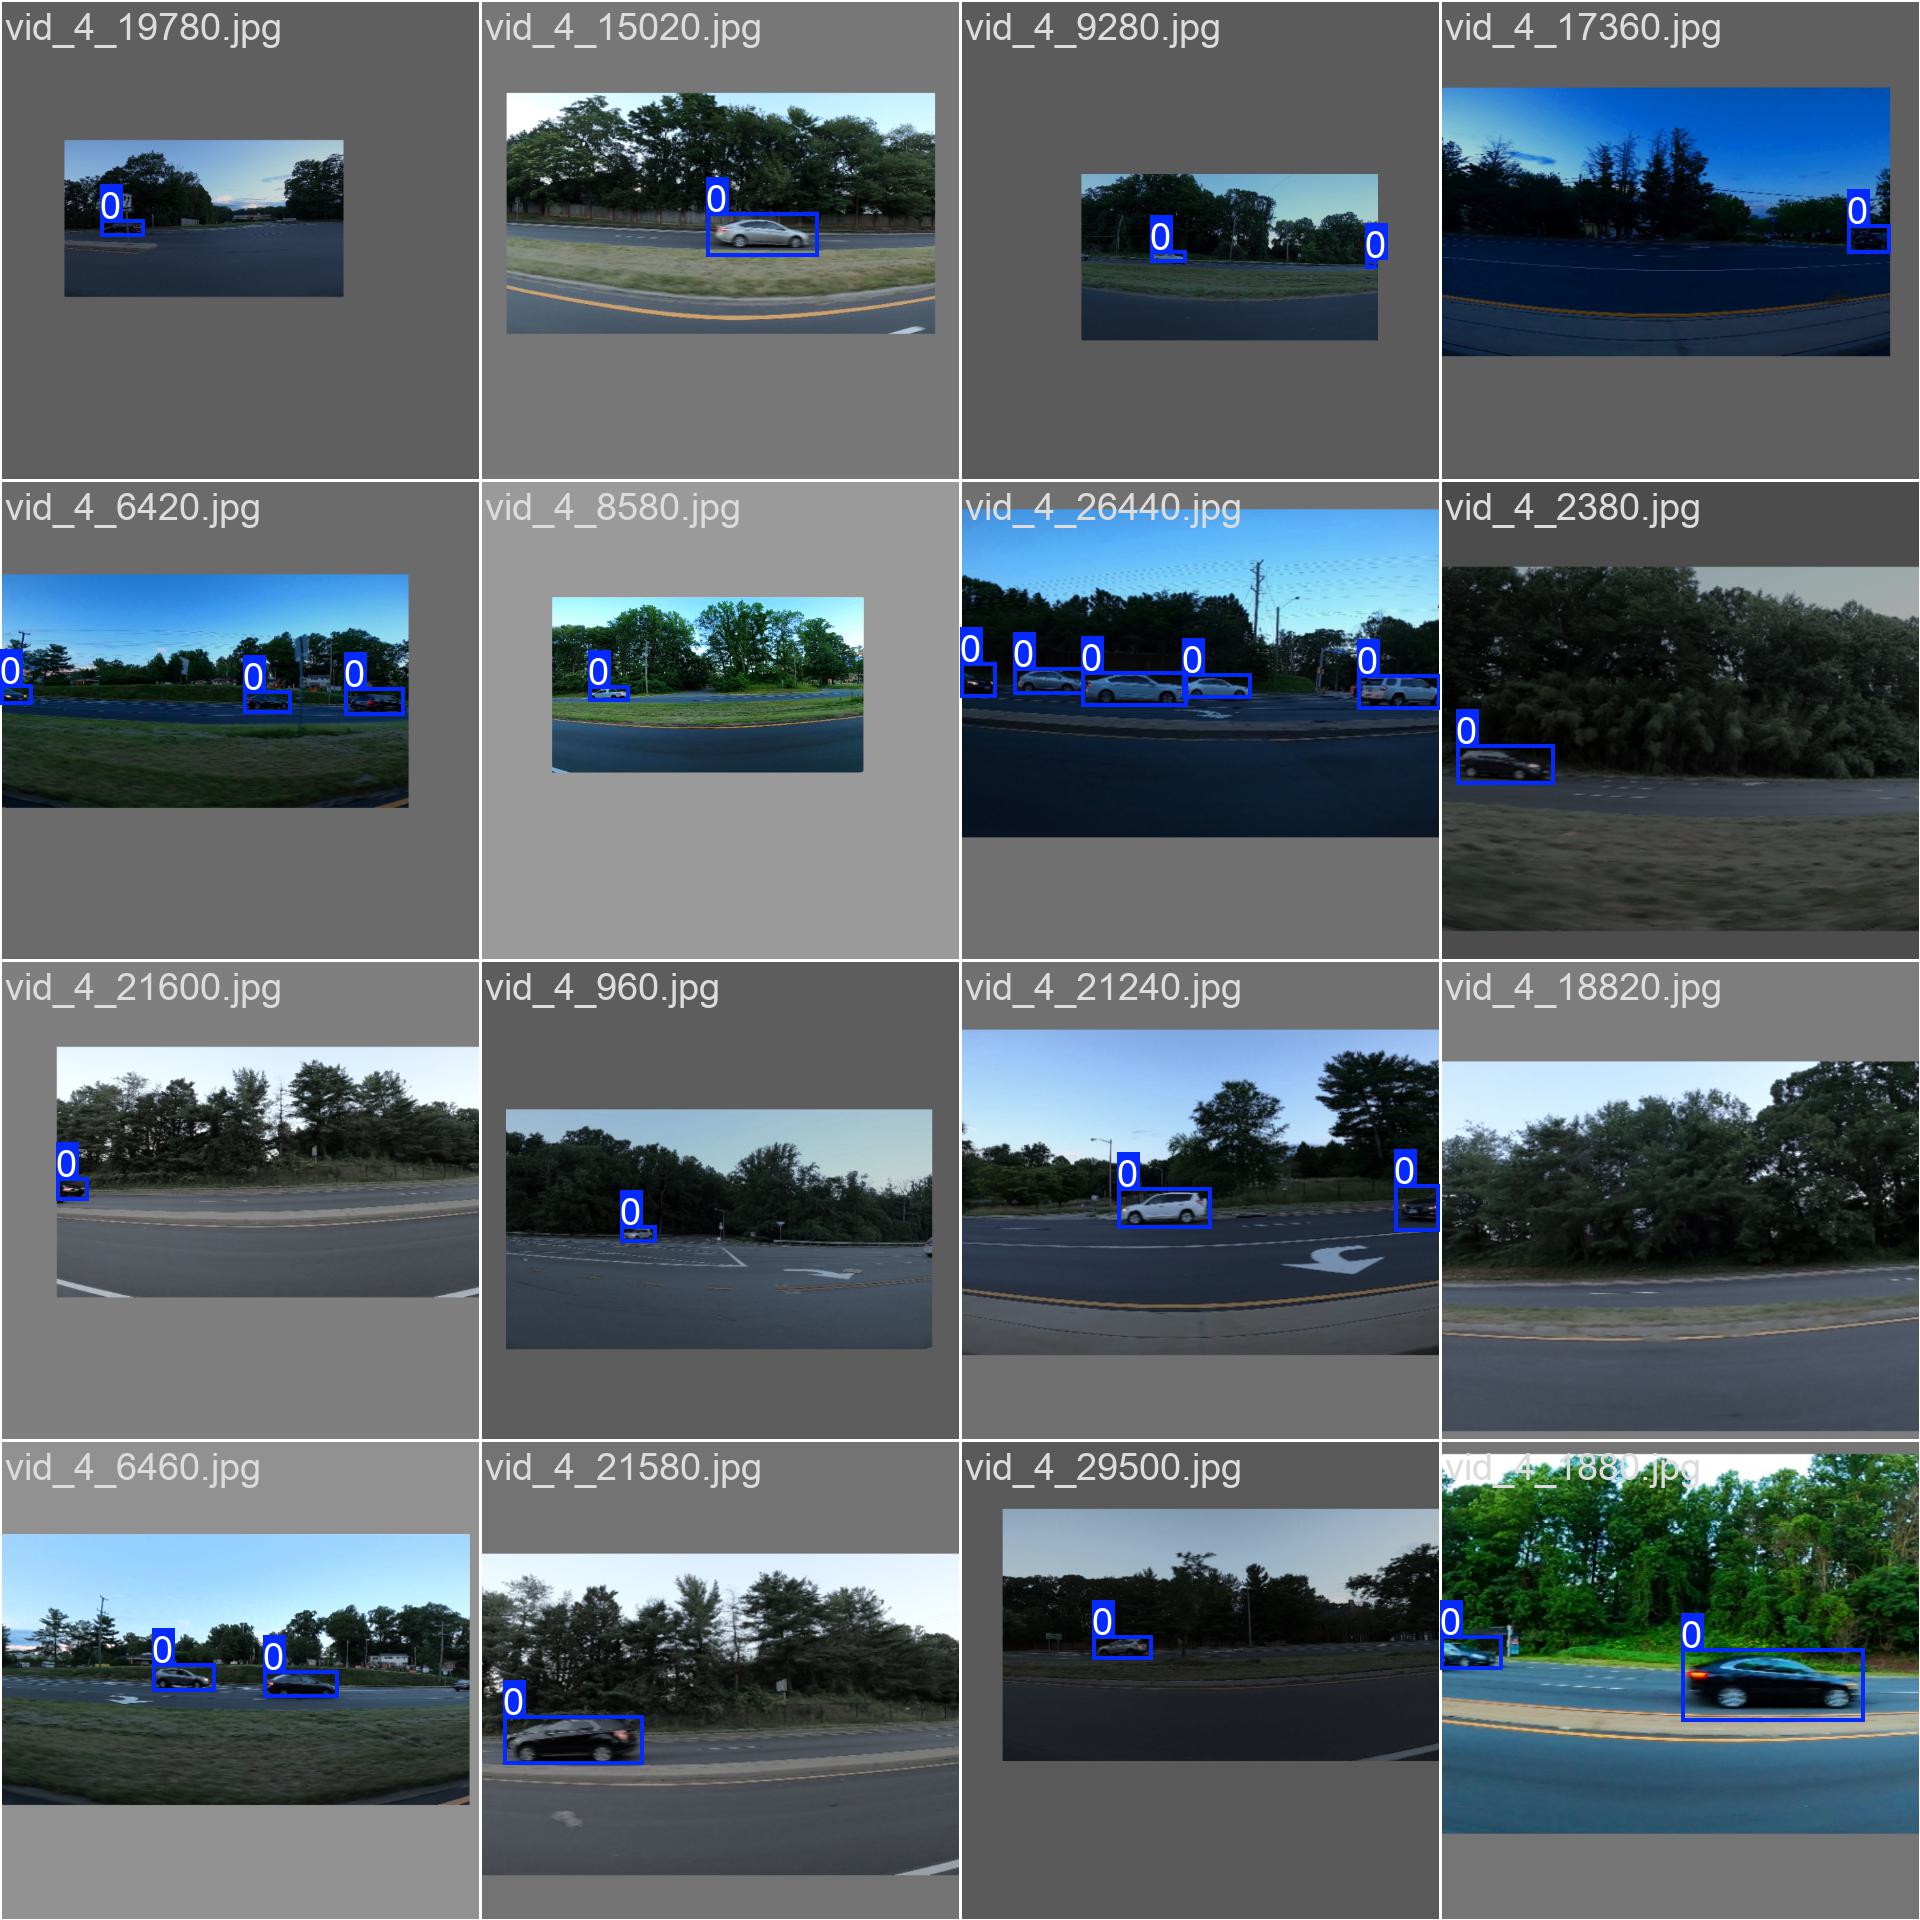 vid_4_19780.jpg
vid_4_15020.jpg
vid_4_9280.jpg
vid_4_17360.jpg
0
0
0
0
0
vid_4_6420.jpg
vid_4_8580.jpg
vid_4_26440.jpg
vid_4_2380.jpg
0
0
0
0
0
0
0
0
0
0
vid_4_21600.jpg
vid_4_960.jpg
vid_4_21240.jpg
vid_4_18820.jpg
0
0
0
0
vid_4_6460.jpg
vid_4_21580.jpg
vid_4_29500.jpg
vid_4_1880.jpg
0
0
0
0
0
0